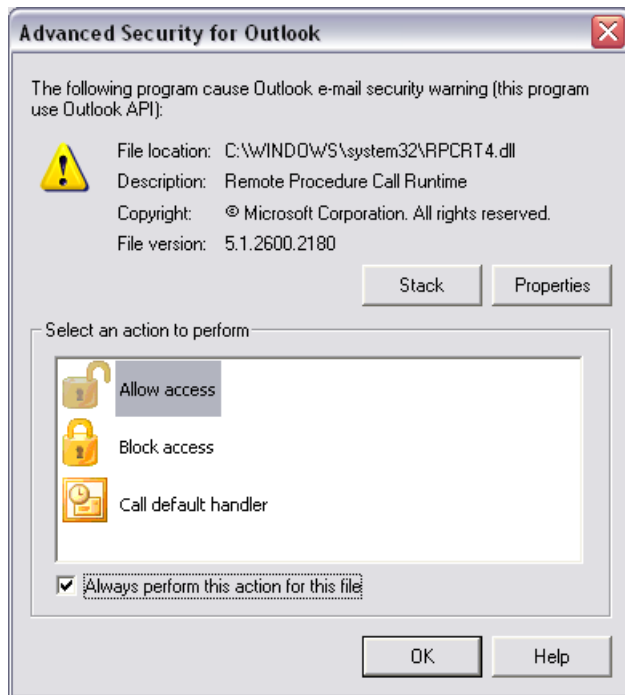 Advanced Security for Outlook
The following program cause Outlook e-mail security warning (this program
use Outlook API):
File location: C:\WINDOWS\system32\RPCRT4.dll
Description: Remote Procedure Call Runtime
Copyright: © Microsoft Corporation. All rights reserved.
File version: 5.1.2600.2180
Stack Properties
Select an action to perform
Allow access
Block access
Call default handler
Always perform this action for this file
OK Help